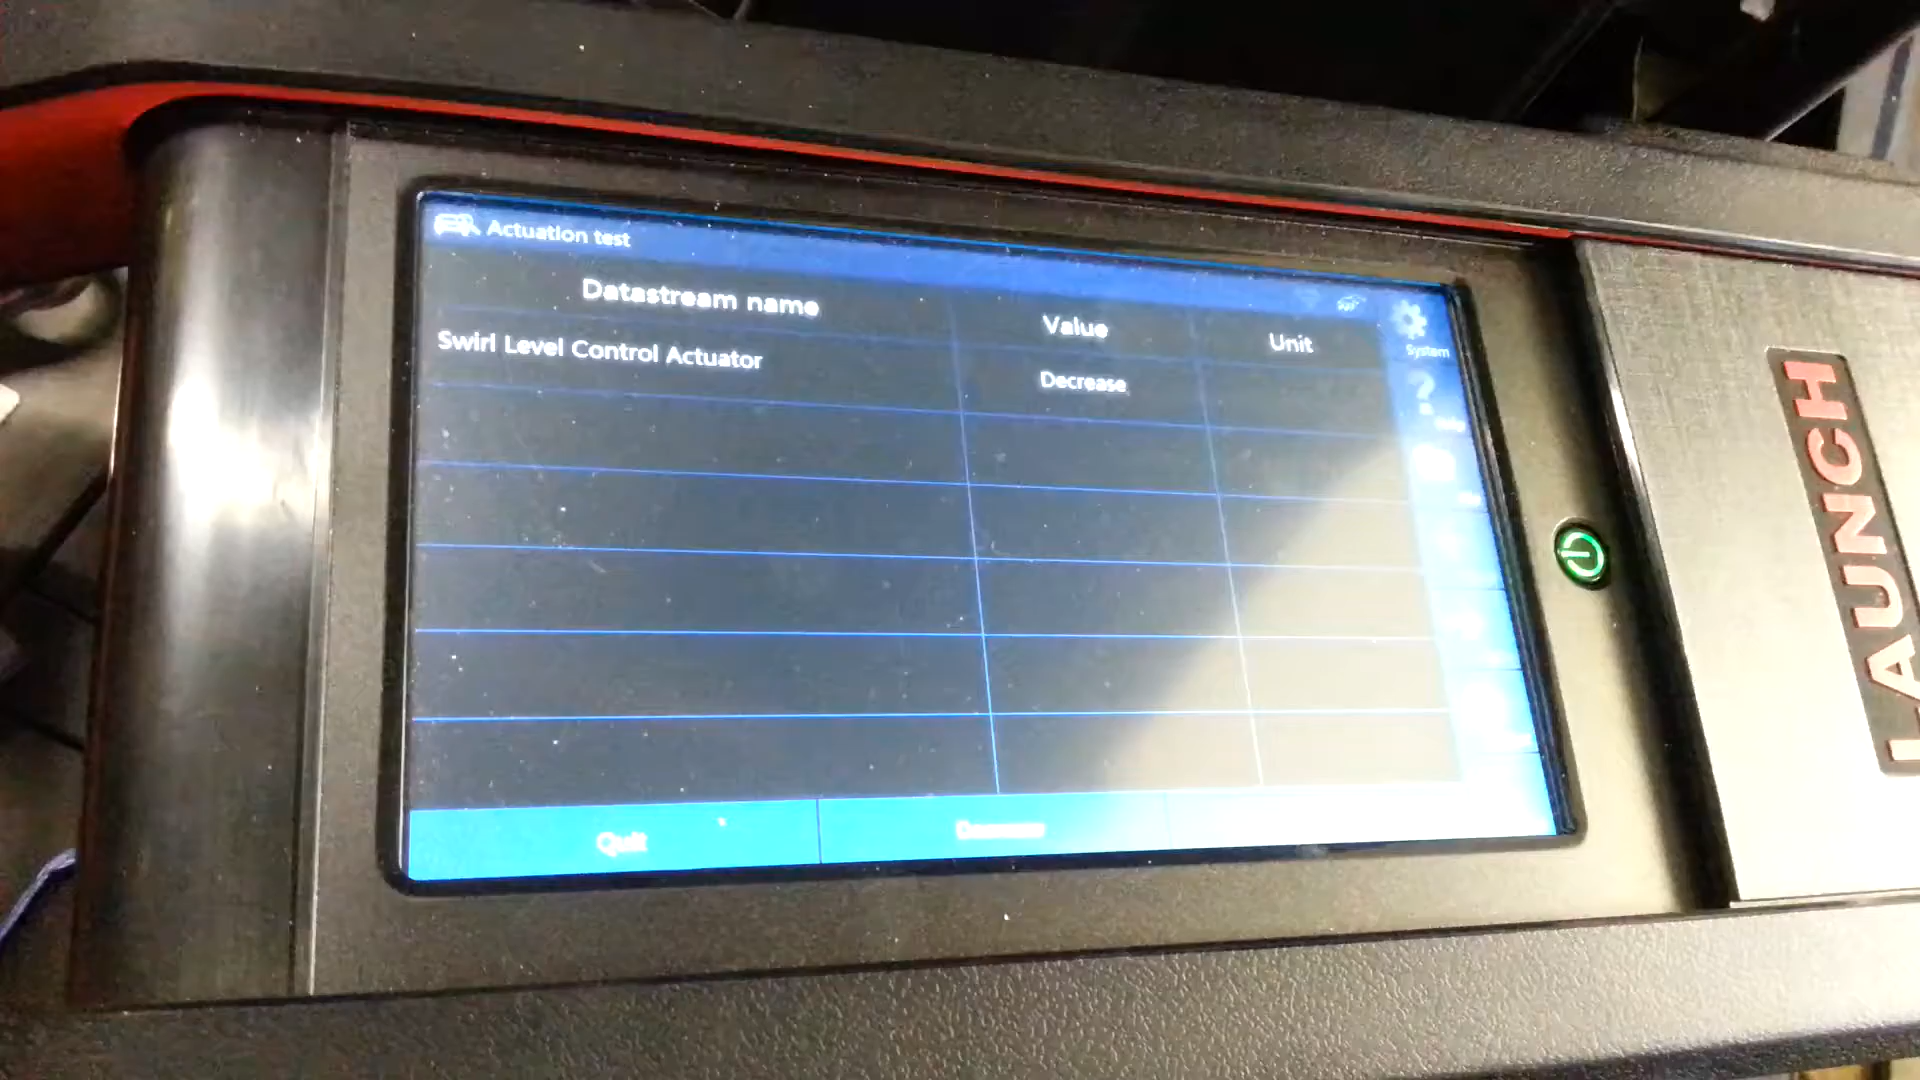 Actuation test
Datastream name
Value
Unit
System
Swirl Level Control Actuator
Decrease
Quit
LAUNCH